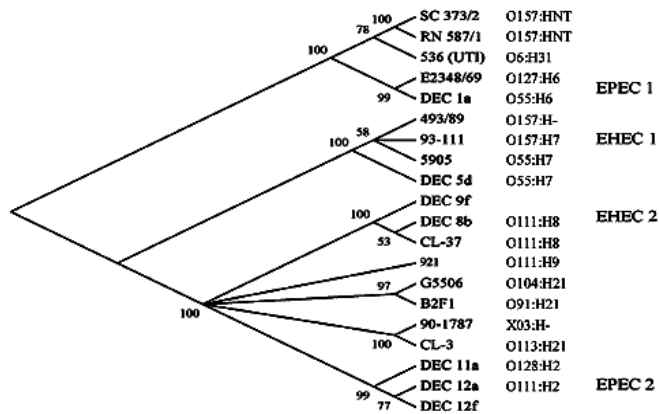 SC 373/2 O157:HNT
100
RN 587/1 O157:HNT
78
536 (UTI) O6:H31
100
E2348/69 O127:H6
EPEC 1
99
DEC 1a O55:H6
493/89 O157:H-
58
93-111 O157:H7 EHEC 1
100
5905 O55:H7
DEC 5d O55:H7
DEC 9f
100
DEC 8b O111:H8 EHEC 2
53
CL-37 O111:H8
921 O111:H9
97
G5506 O104:H21
B2F1 O91:H21
100
90-1787 X03:H-
100
CL-3 O113:H21
DEC 11a O128:H2
99
DEC 12a O111:H2 EPEC 2
77
DEC 12f